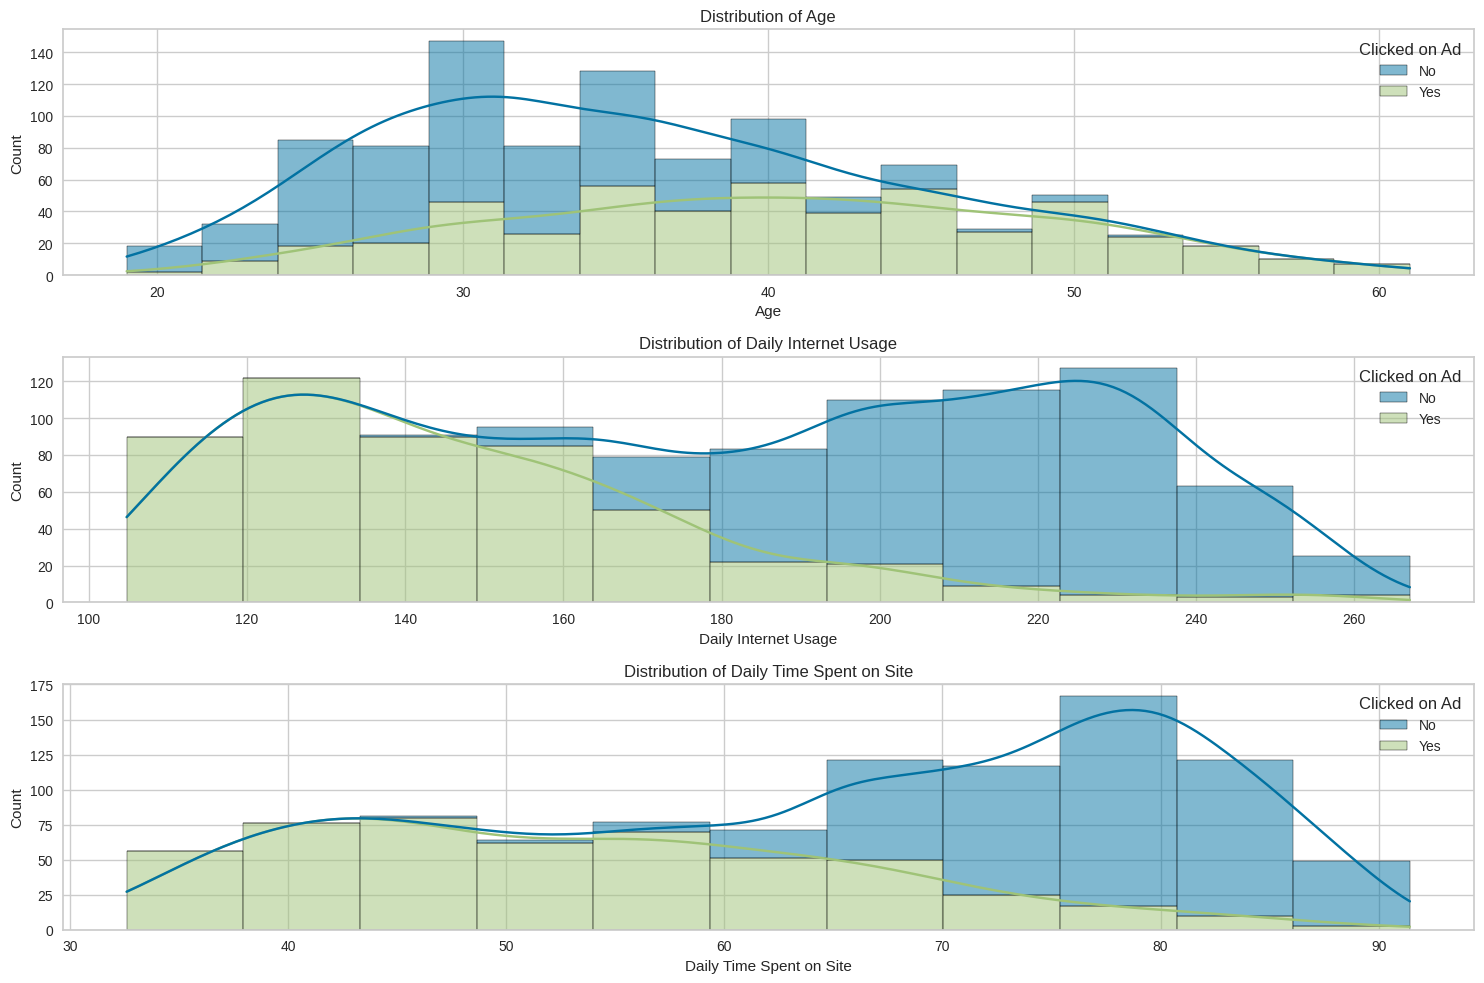 Distribution of Age
Clicked on Ad
No
Yes
Count
140
120
100
80
60
40
20
0
20 30 40 50 60
Age
Distribution of Daily Internet Usage
Clicked on Ad
No
Yes
Count
120
100
80
60
40
20
0
100 120 140 160 180 200 220 240 260
Daily Internet Usage
Distribution of Daily Time Spent on Site
Clicked on Ad
No
Yes
Count
175
150
125
100
75
50
25
0
30 40 50 60 70 80 90
Daily Time Spent on Site